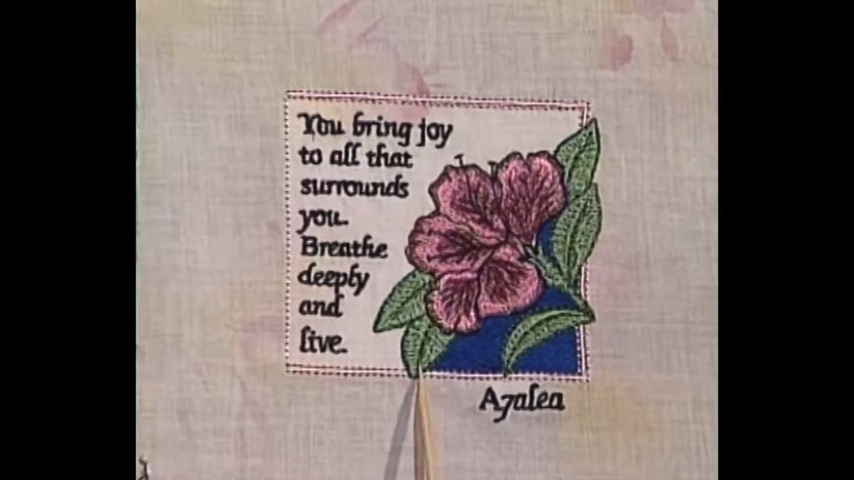 You bring joy
to all that
surrounds
you.
Breathe
deeply
and
live.
Azalea